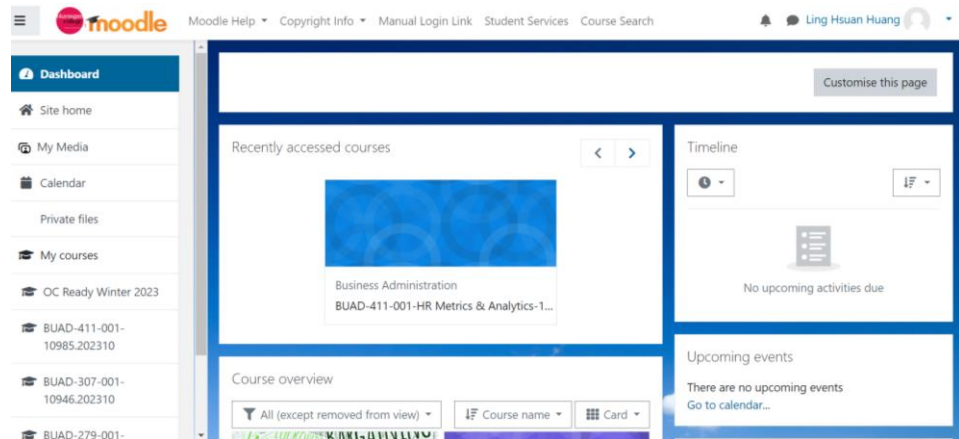 moodle
Moodle Help
Copyright Info
Manual Login Link
Student Services
Course Search
Ling Hsuan Huang
Dashboard
Site home
My Media
Calendar
Private files
My courses
OC Ready Winter 2023
BUAD-411-001-
10985.202310
BUAD-307-001-
10946.202310
BUAD-279-001-
Customise this page
Recently accessed courses
Business Administration
BUAD-411-001-HR Metrics & Analytics-1...
Course overview
All (except removed from view)
Course name
Card
Timeline
No upcoming activities due
Upcoming events
There are no upcoming events
Go to calendar...